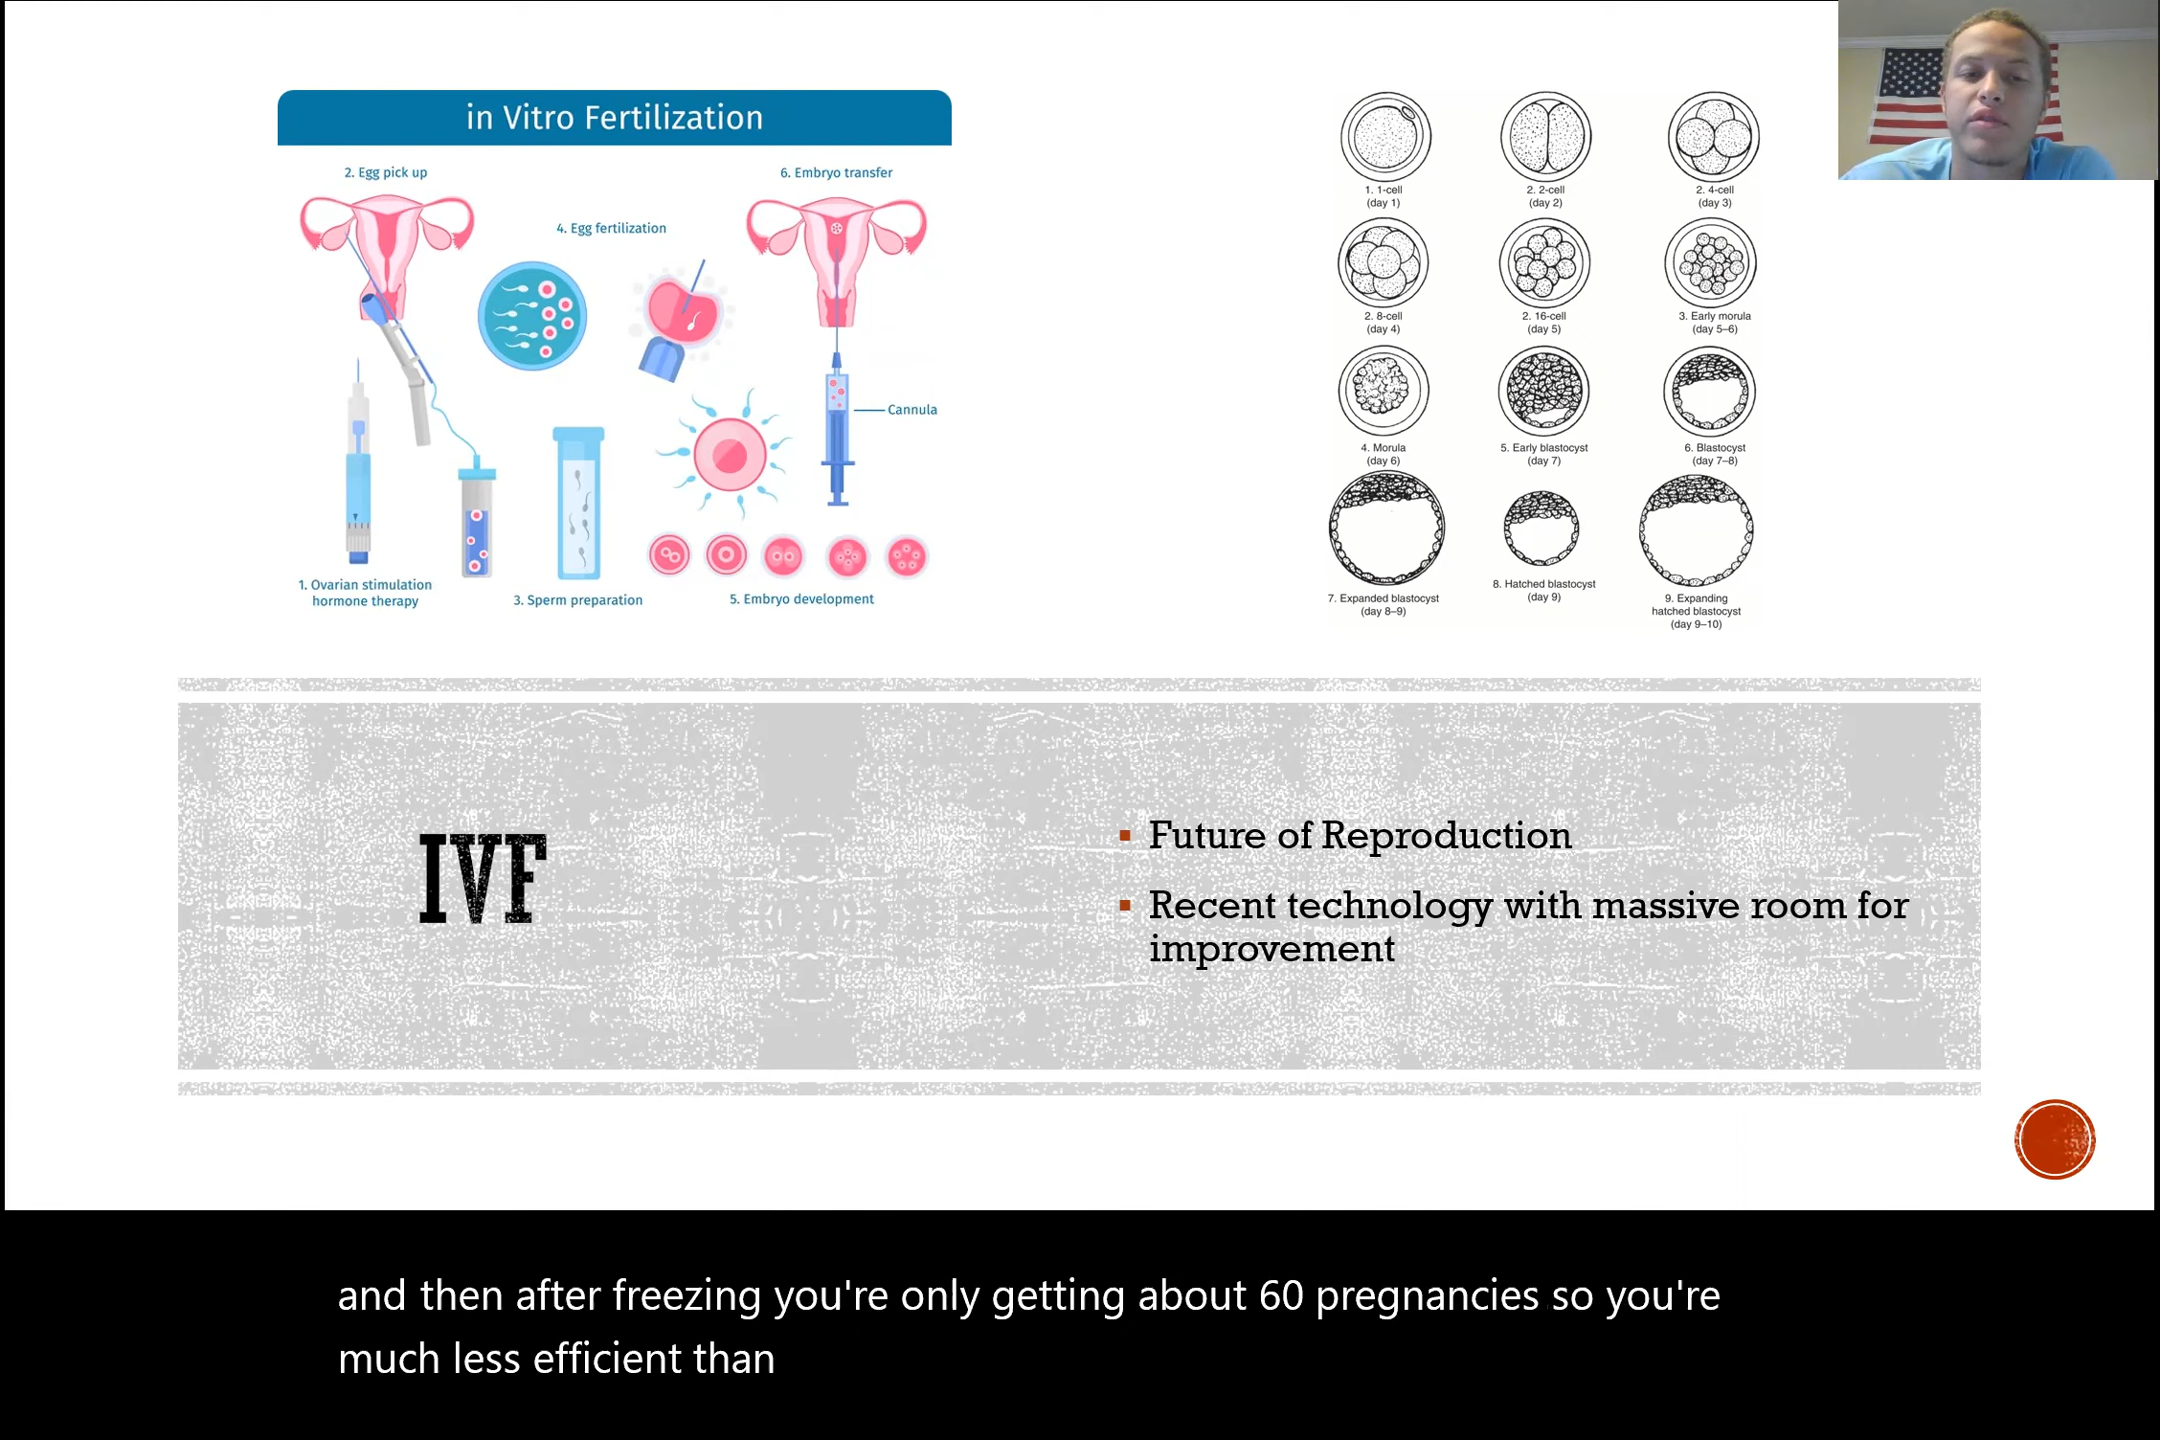 in Vitro Fertilization
2. Egg pick up
6. Embryo transfer
4. Egg fertilization
Cannula
1. Ovarian stimulation
hormone therapy
3. Sperm preparation
5. Embryo development
1. 1-cell
(day 1)
2. 2-cell
(day 2)
2. 4-cell
(day 3)
2. 8-cell
(day 4)
2. 16-cell
(day 5)
3. Early morula
(day 5–6)
4. Morula
(day 6)
5. Early blastocyst
(day 7)
6. Blastocyst
(day 7–8)
7. Expanded blastocyst
(day 8–9)
8. Hatched blastocyst
(day 9)
9. Expanding
hatched blastocyst
(day 9–10)
IVF
Future of Reproduction
Recent technology with massive room for
improvement
and then after freezing you're only getting about 60 pregnancies so you're
much less efficient than